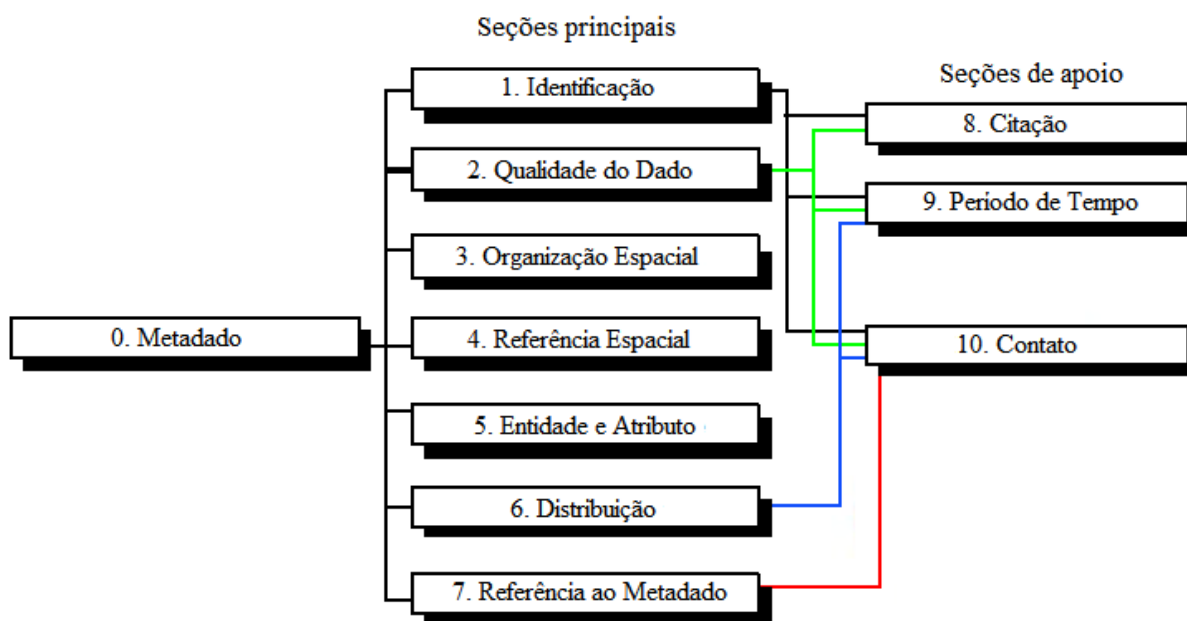 Seções principais
Seções de apoio
0. Metadado
1. Identificação
2. Qualidade do Dado
3. Organização Espacial
4. Referência Espacial
5. Entidade e Atributo
6. Distribuição
7. Referência ao Metadado
8. Citação
9. Periodo de Tempo
10. Contato